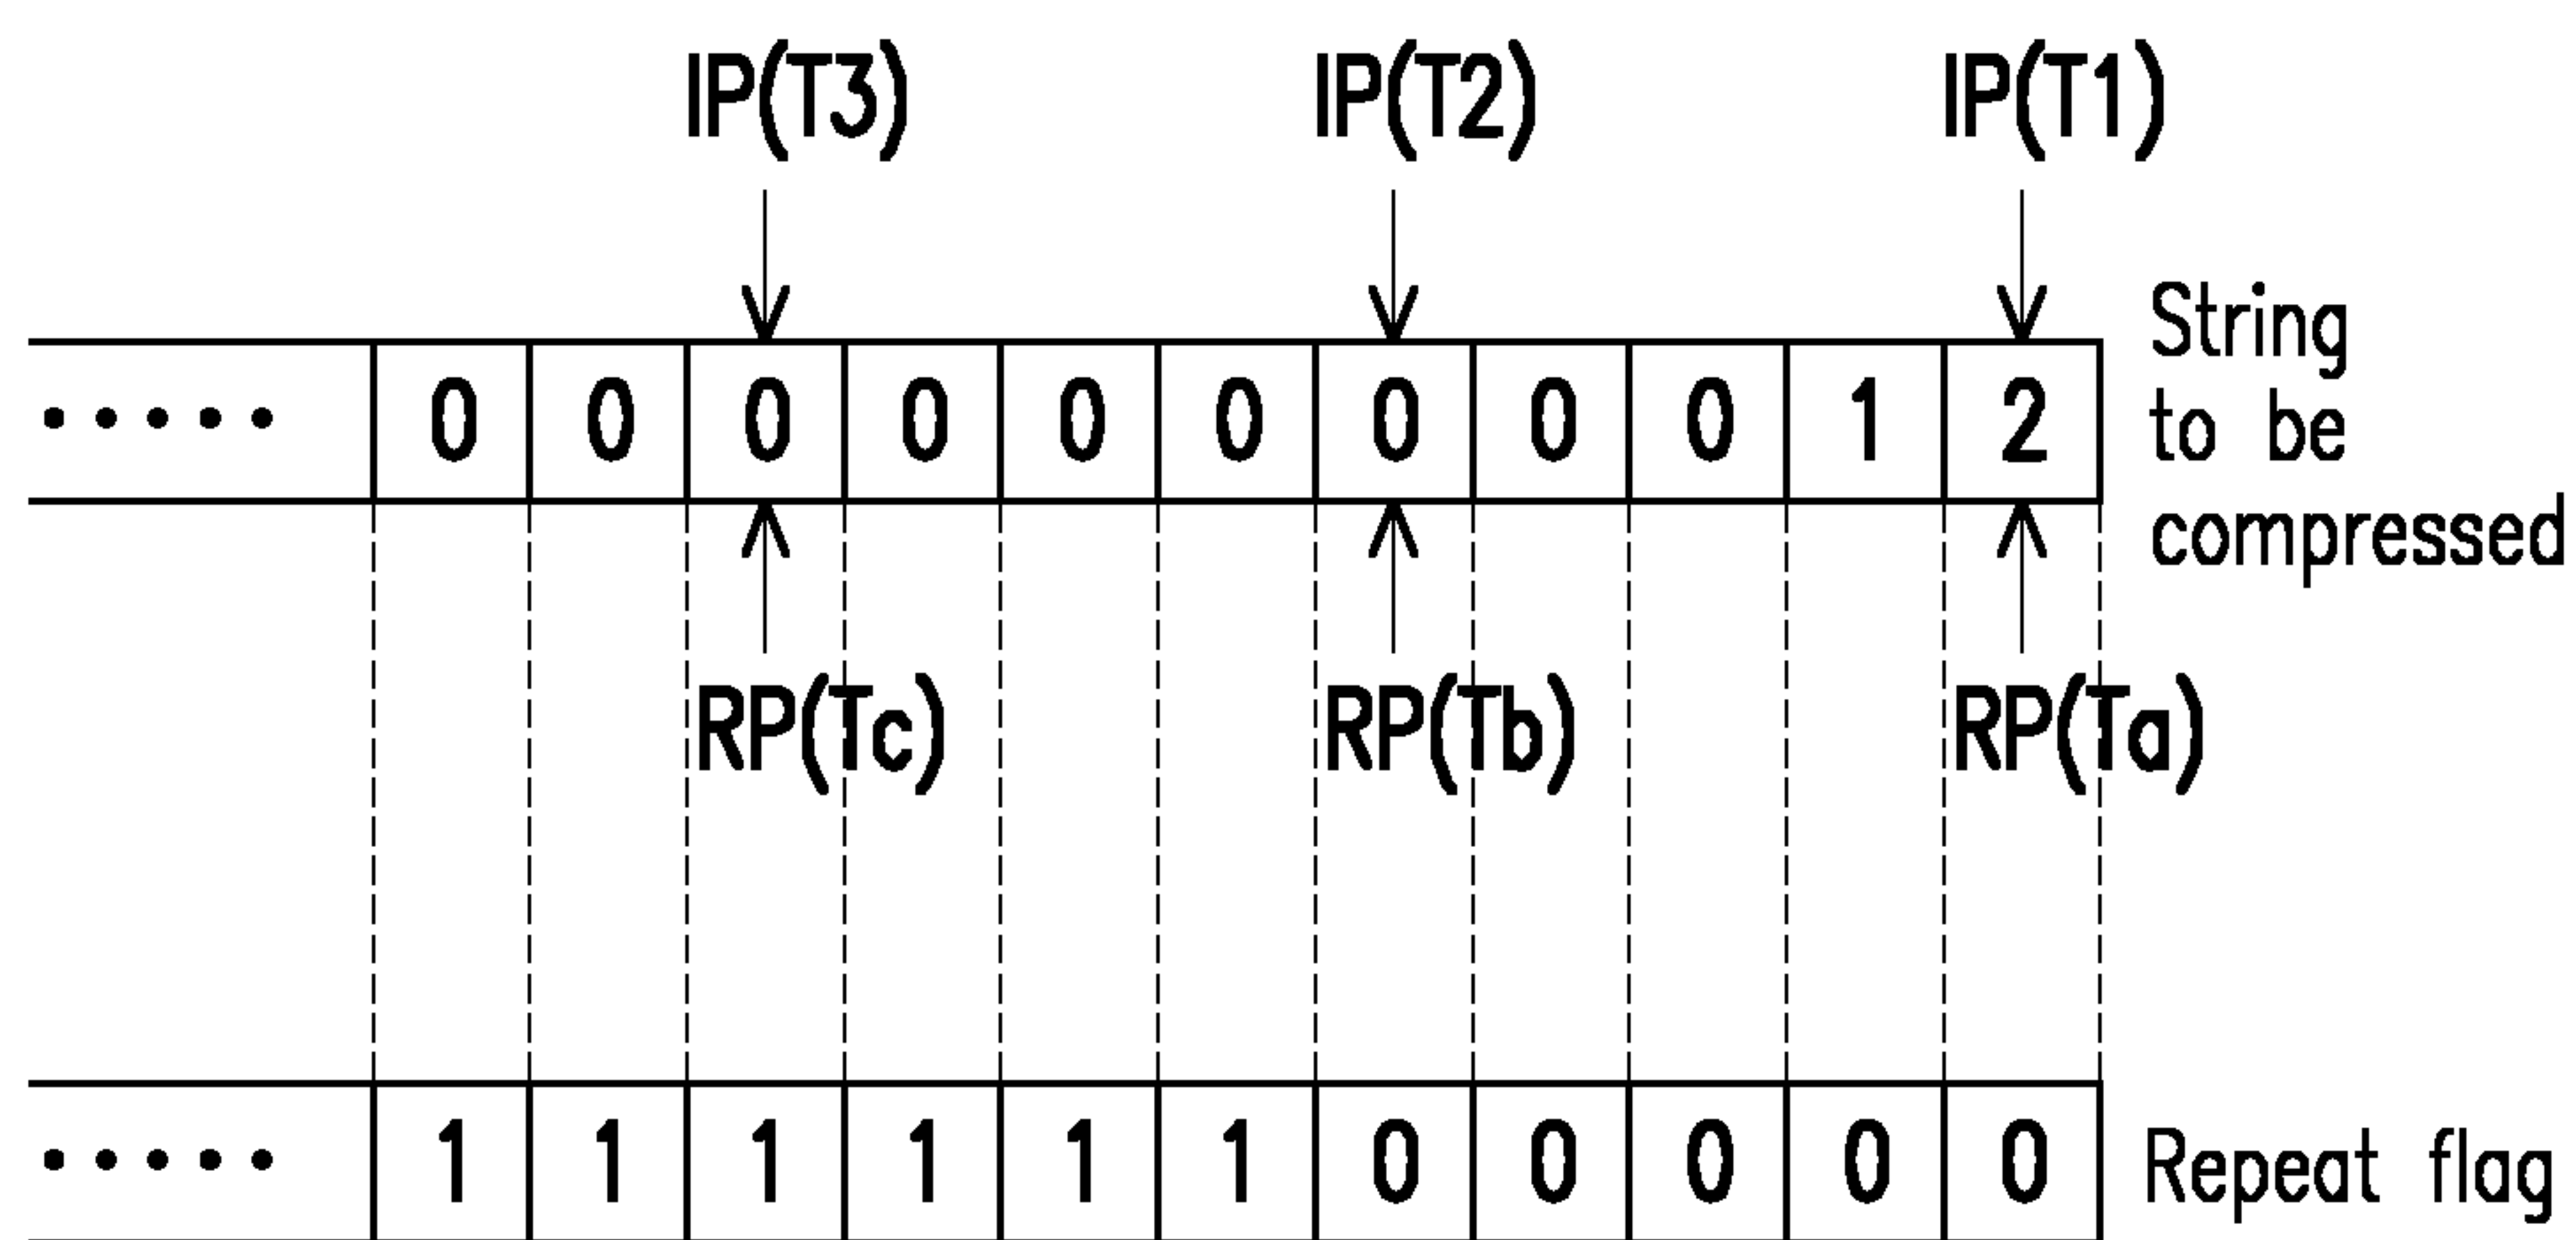 IP(T3) IP(T2) IP(T1)
• • • • • 0 0 0 0 0 0 0 0 0 1 2
String
to be
compressed
RP(Tc) RP(Tb) RP(Ta)
• • • • • 1 1 1 1 1 1 0 0 0 0 0 Repeat flag